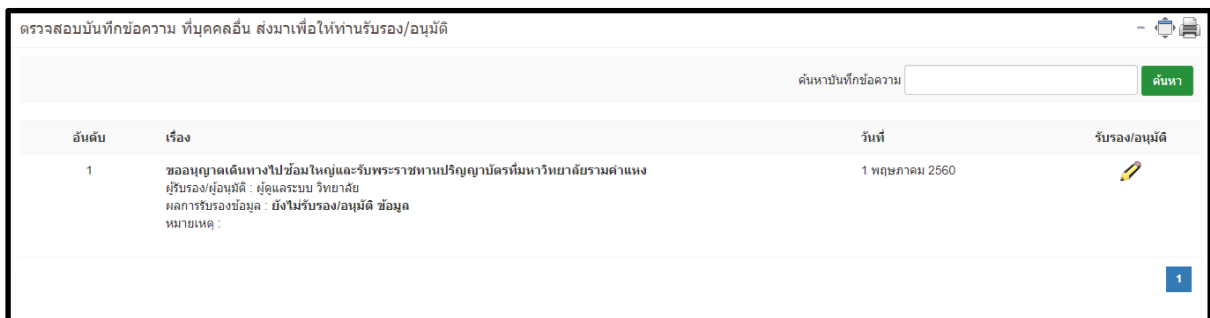 ตรวจสอบบันทึกข้อความ ที่บุคคลอื่น ส่งมาเพื่อให้ท่านรับรอง/อนุมัติ
ค้นหาบันทึกข้อความ ค้นหา
อันดับ เรื่อง วันที่ รับรอง/อนุมัติ
1 ขออนุญาตเดินทางไปซ้อมใหญ่และรับพระราชทานปริญญาบัตรที่มหาวิทยาลัยรามคำแหง 1 พฤษภาคม 2560
ผู้รับรอง/ผู้อนุมัติ : ผู้ดูแลระบบ วิทยาลัย
ผลการรับรองข้อมูล : ยังไม่รับรอง/อนุมัติ ข้อมูล
หมายเหตุ :
1